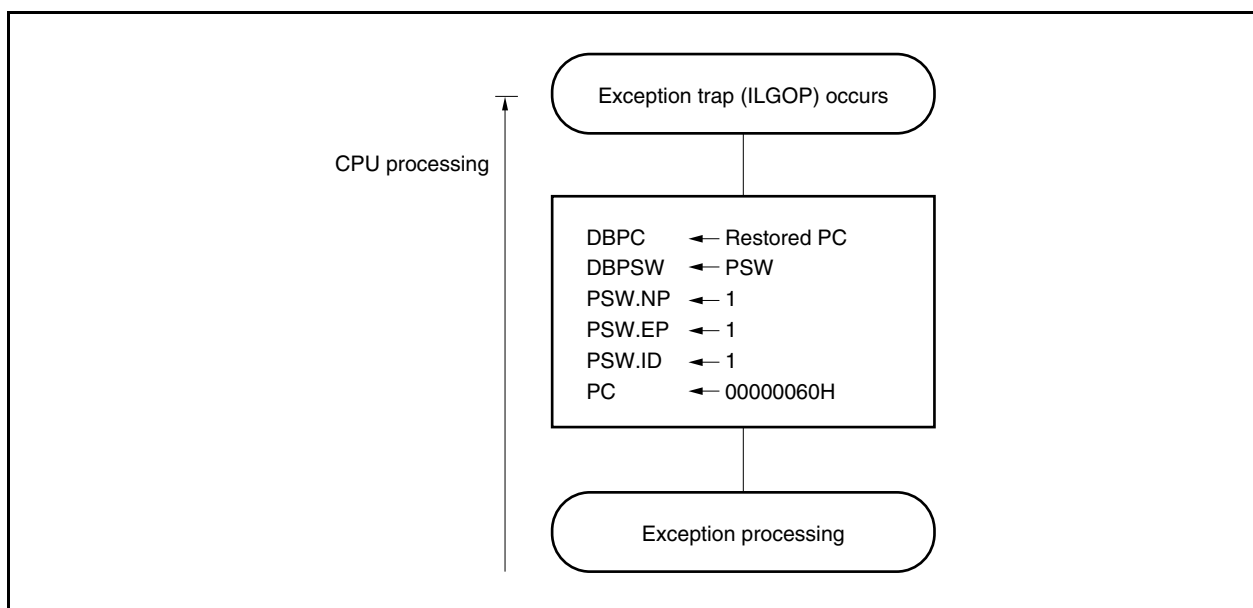 Exception trap (ILGOP) occurs
CPU processing
DBPC ← Restored PC
DBPSW ← PSW
PSW.NP ← 1
PSW.EP ← 1
PSW.ID ← 1
PC ← 00000060H
Exception processing